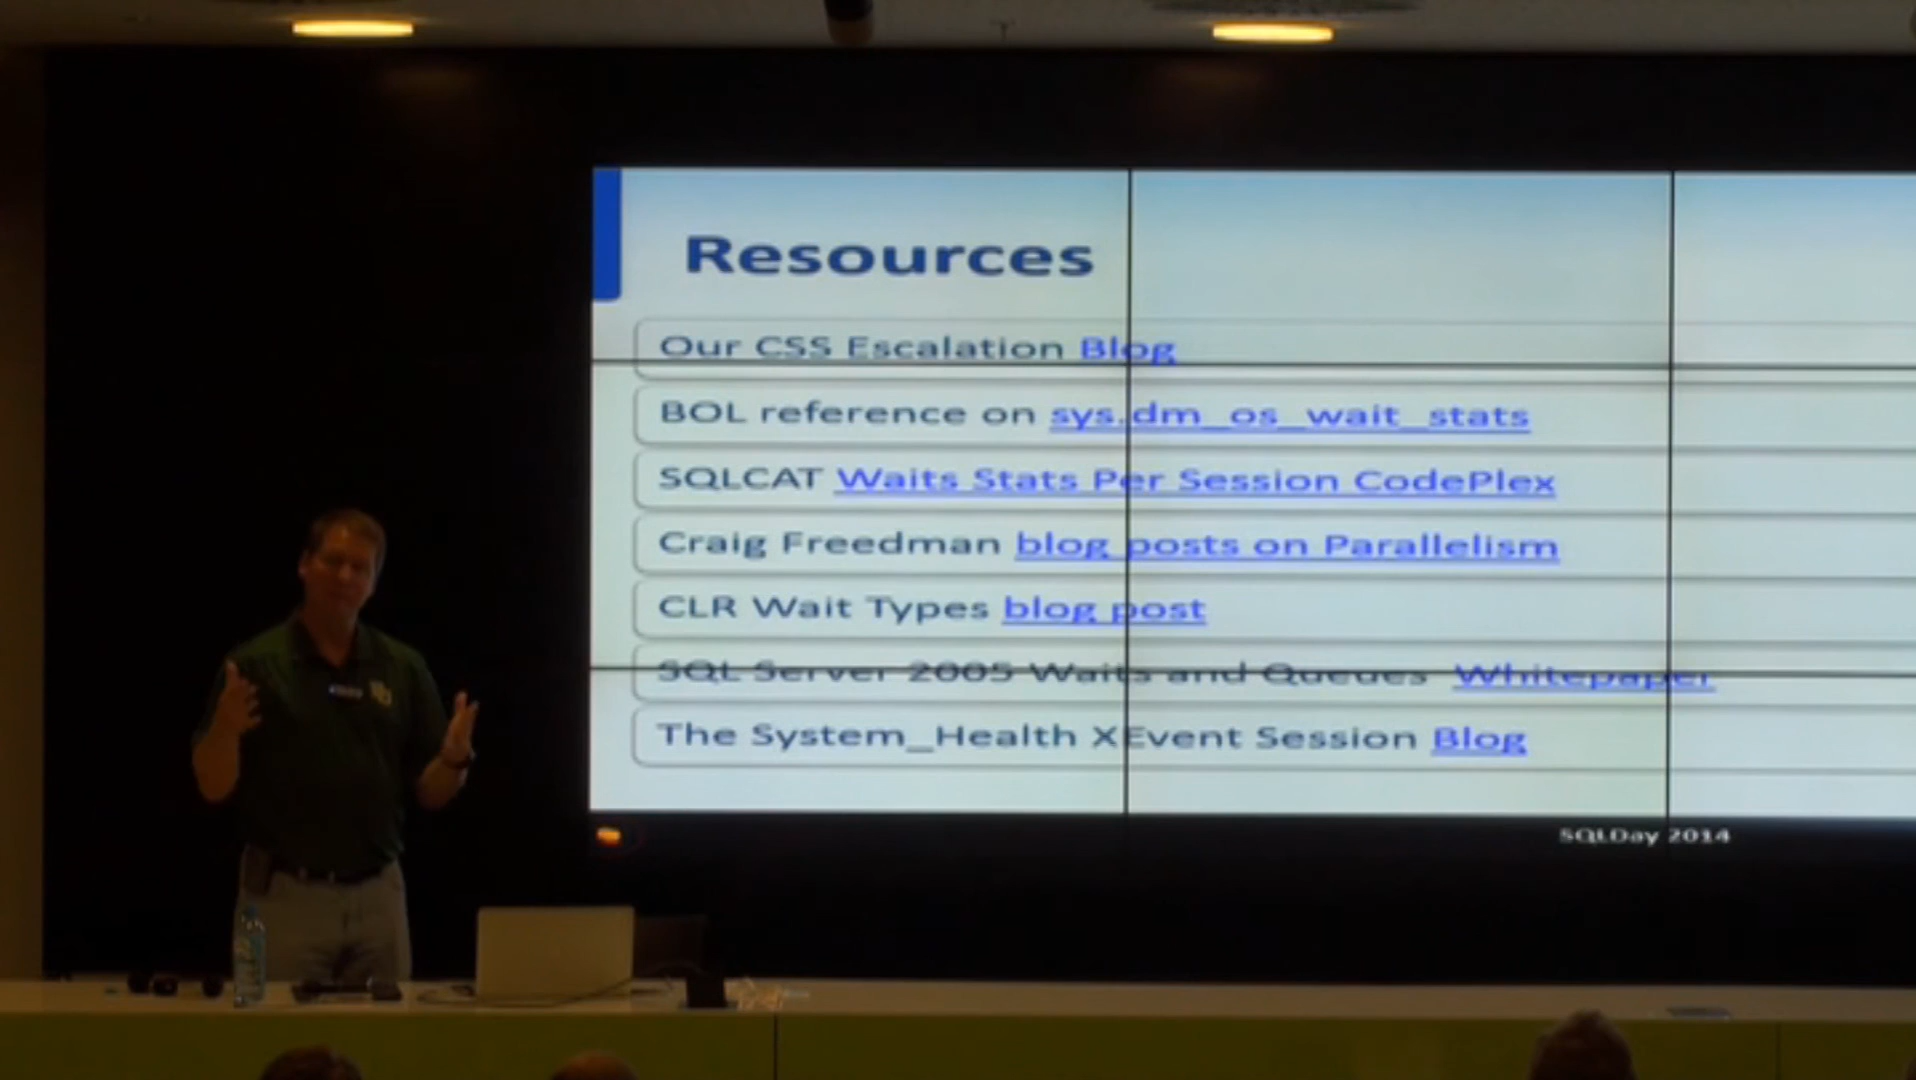 Resources
Our CSS Escalation Blog
BOL reference on sys.dm_os_wait_stats
SQLCAT Waits Stats Per Session CodePlex
Craig Freedman blog posts on Parallelism
CLR Wait Types blog post
SQL Server 2005 Waits and Queues Whitepaper
The System_Health XEvent Session Blog
SQLDay 2014